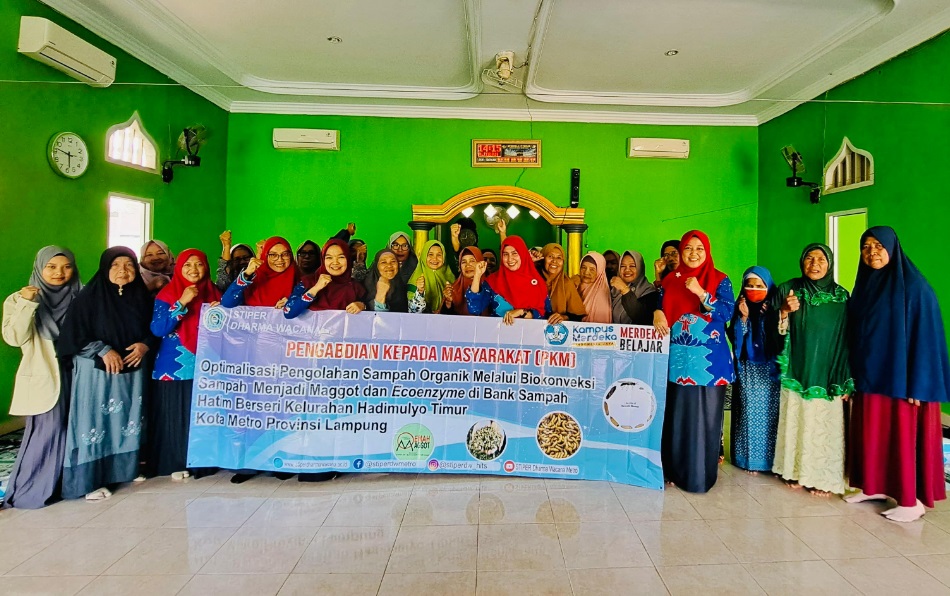 STIPER
DHARMA WACANA
Kampus
Merdeka
MERDEKA
BELAJAR
PENGABDIAN KEPADA MASYARAKAT (PKM)
Optimalisasi Pengolahan Sampah Organik Melalui Biokonveksi
Sampah Menjadi Maggot dan Ecoenzyme di Bank Sampah
Hatim Berseri Kelurahan Hadimulyo Timur
Kota Metro Provinsi Lampung
@stiperdwmetro
@stiperdw_hits
STIPER Dharma Wacana Metro